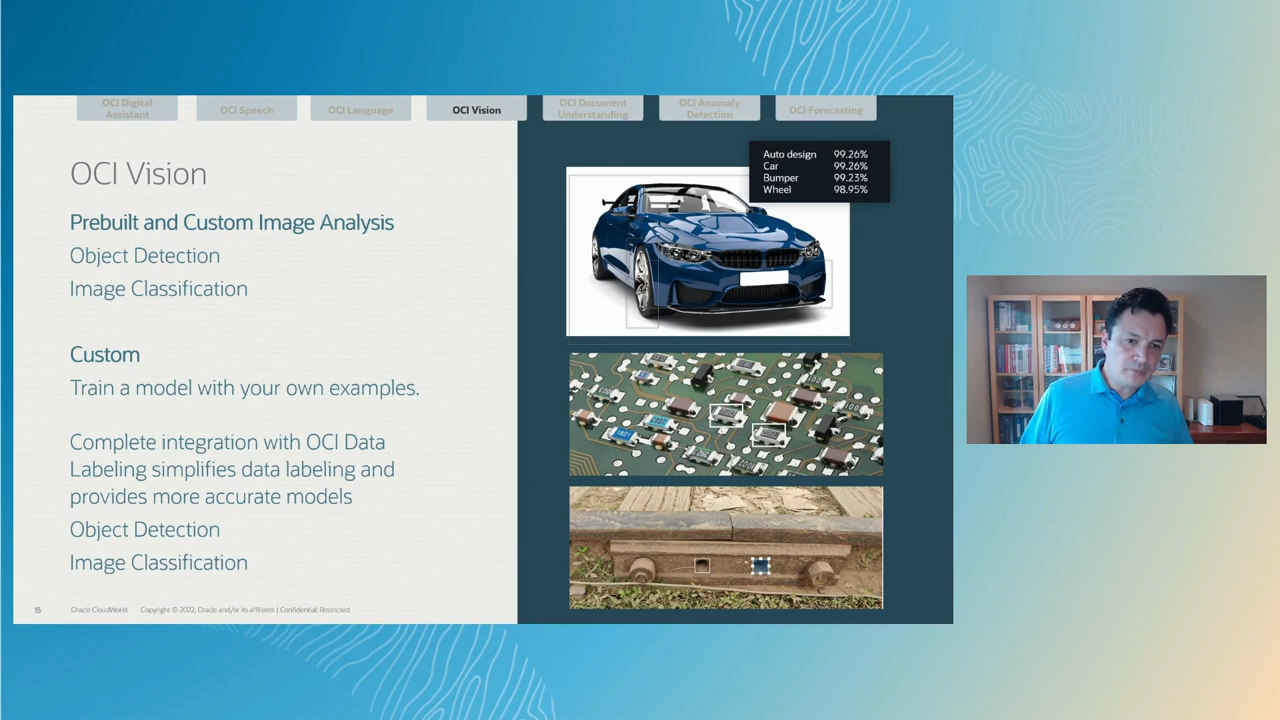 OCI Digital
Assistant
OCI Speech
OCI Language
OCI Vision
OCI Document
Understanding
OCI Anomaly
Detection
OCI Forecasting
OCI Vision
Prebuilt and Custom Image Analysis
Object Detection
Image Classification
Custom
Train a model with your own examples.
Complete integration with OCI Data
Labeling simplifies data labeling and
provides more accurate models
Object Detection
Image Classification
15 Oracle CloudWorld Copyright © 2022, Oracle and/or its affiliates | Confidential: Restricted
Auto design 99.26%
Car 99.26%
Bumper 99.23%
Wheel 98.95%